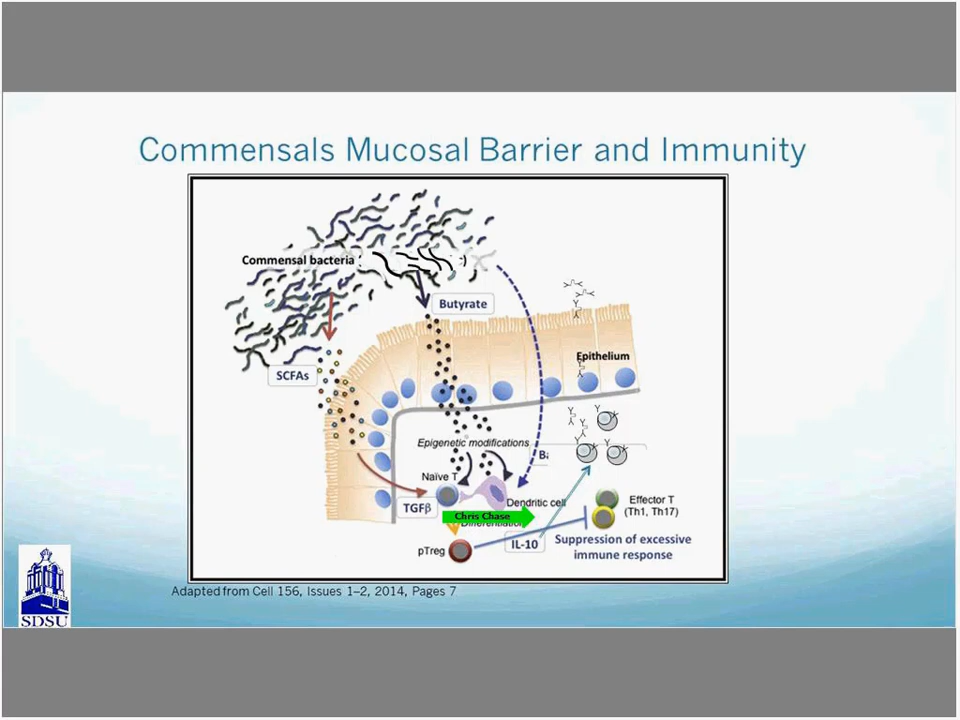 Commensals Mucosal Barrier and Immunity
Commensal bacteria
Butyrate
SCFAs
Epithelium
Epigenetic modifications
Naïve T
Dendritic cell
TGFβ
Chris Chase
Differentiation
pTreg
IL-10
Effector T
(Th1, Th17)
Suppression of excessive
immune response
Adapted from Cell 156, Issues 1–2, 2014, Pages 7
SDSU